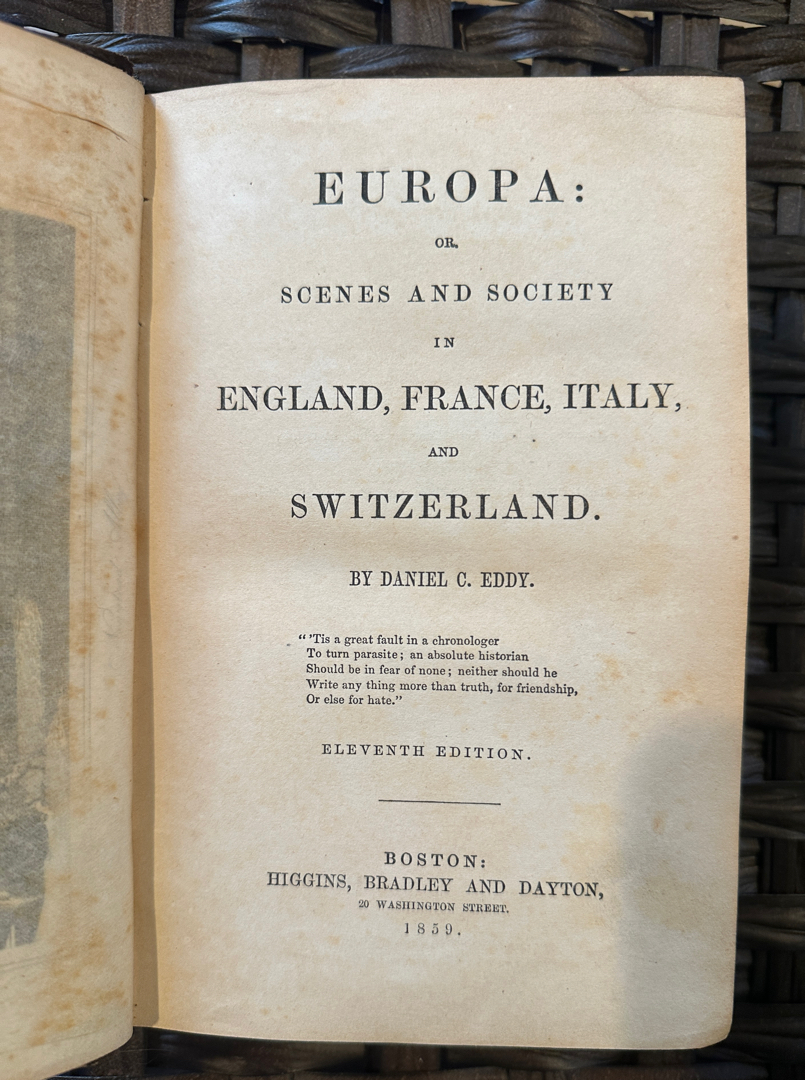 EUROPA:
OR,
SCENES AND SOCIETY
IN
ENGLAND, FRANCE, ITALY,
AND
SWITZERLAND.
BY DANIEL C. EDDY.
“ 'Tis a great fault in a chronologer
To turn parasite; an absolute historian
Should be in fear of none; neither should he
Write any thing more than truth, for friendship,
Or else for hate.”
ELEVENTH EDITION.
BOSTON:
HIGGINS, BRADLEY AND DAYTON,
20 WASHINGTON STREET.
1859.